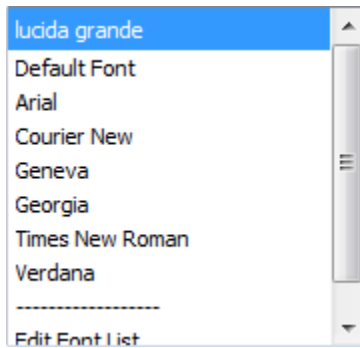 lucida grande
Default Font
Arial
Courier New
Geneva
Georgia
Times New Roman
Verdana
------------------
Edit Font List